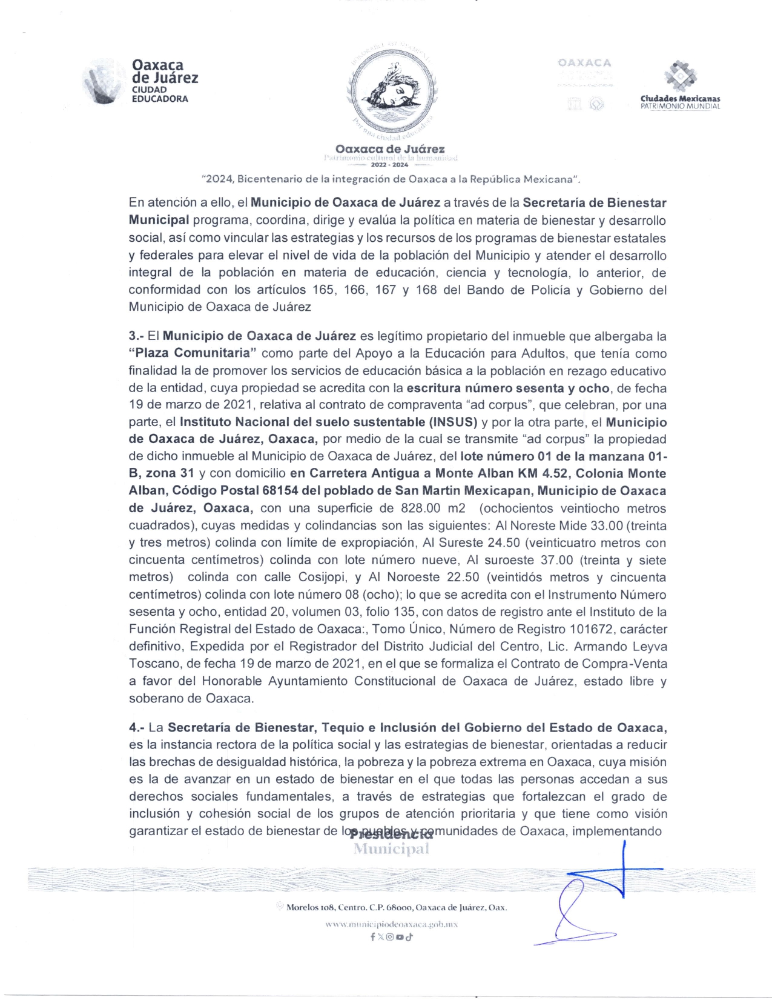 Oaxaca
de Juárez
CIUDAD
EDUCADORA
HONORABLE AYUNTAMIENTO
Por una ciudad educadora
OAXACA
Ciudades Mexicanas
PATRIMONIO MUNDIAL
Oaxaca de Juárez
Patrimonio cultural de la humanidad
2022 - 2024
“2024, Bicentenario de la integración de Oaxaca a la República Mexicana”.
En atención a ello, el Municipio de Oaxaca de Juárez a través de la Secretaría de Bienestar
Municipal programa, coordina, dirige y evalúa la política en materia de bienestar y desarrollo
social, así como vincular las estrategias y los recursos de los programas de bienestar estatales
y federales para elevar el nivel de vida de la población del Municipio y atender el desarrollo
integral de la población en materia de educación, ciencia y tecnología, lo anterior, de
conformidad con los artículos 165, 166, 167 y 168 del Bando de Policía y Gobierno del
Municipio de Oaxaca de Juárez
3.- El Municipio de Oaxaca de Juárez es legítimo propietario del inmueble que albergaba la
“Plaza Comunitaria” como parte del Apoyo a la Educación para Adultos, que tenía como
finalidad la de promover los servicios de educación básica a la población en rezago educativo
de la entidad, cuya propiedad se acredita con la escritura número sesenta y ocho, de fecha
19 de marzo de 2021, relativa al contrato de compraventa “ad corpus”, que celebran, por una
parte, el Instituto Nacional del suelo sustentable (INSUS) y por la otra parte, el Municipio
de Oaxaca de Juárez, Oaxaca, por medio de la cual se transmite “ad corpus” la propiedad
de dicho inmueble al Municipio de Oaxaca de Juárez, del lote número 01 de la manzana 01-
B, zona 31 y con domicilio en Carretera Antigua a Monte Alban KM 4.52, Colonia Monte
Alban, Código Postal 68154 del poblado de San Martin Mexicapan, Municipio de Oaxaca
de Juárez, Oaxaca, con una superficie de 828.00 m2 (ochocientos veintiocho metros
cuadrados), cuyas medidas y colindancias son las siguientes: Al Noreste Mide 33.00 (treinta
y tres metros) colinda con límite de expropiación, Al Sureste 24.50 (veinticuatro metros con
cincuenta centímetros) colinda con lote número nueve, Al suroeste 37.00 (treinta y siete
metros) colinda con calle Cosijopi, y Al Noroeste 22.50 (veintidós metros y cincuenta
centímetros) colinda con lote número 08 (ocho); lo que se acredita con el Instrumento Número
sesenta y ocho, entidad 20, volumen 03, folio 135, con datos de registro ante el Instituto de la
Función Registral del Estado de Oaxaca:, Tomo Único, Número de Registro 101672, carácter
definitivo, Expedida por el Registrador del Distrito Judicial del Centro, Lic. Armando Leyva
Toscano, de fecha 19 de marzo de 2021, en el que se formaliza el Contrato de Compra-Venta
a favor del Honorable Ayuntamiento Constitucional de Oaxaca de Juárez, estado libre y
soberano de Oaxaca.
4.- La Secretaría de Bienestar, Tequio e Inclusión del Gobierno del Estado de Oaxaca,
es la instancia rectora de la política social y las estrategias de bienestar, orientadas a reducir
las brechas de desigualdad histórica, la pobreza y la pobreza extrema en Oaxaca, cuya misión
es la de avanzar en un estado de bienestar en el que todas las personas accedan a sus
derechos sociales fundamentales, a través de estrategias que fortalezcan el grado de
inclusión y cohesión social de los grupos de atención prioritaria y que tiene como visión
garantizar el estado de bienestar de los pueblos y comunidades de Oaxaca, implementando
Presidencia
Municipal
Morelos 108, Centro. C.P. 68000, Oaxaca de Juárez, Oax.
www.municipiodeoaxaca.gob.mx